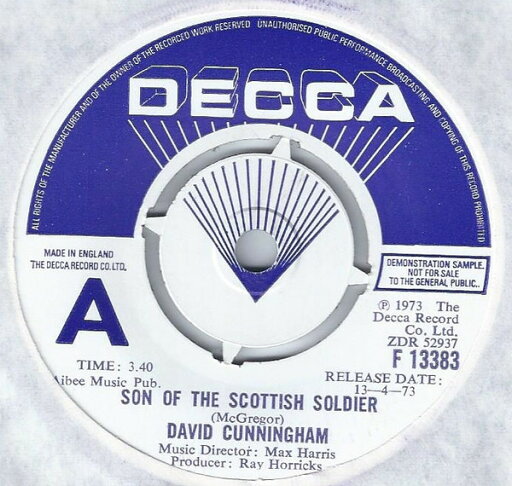 ALL RIGHTS OF THE MANUFACTURER AND OF THE OWNER OF THE RECORDED WORK RESERVED UNAUTHORISED PUBLIC PERFORMANCE BROADCASTING AND COPYING OF THIS RECORD PROHIBITED
DECCA
MADE IN ENGLAND
THE DECCA RECORD CO. LTD.
DEMONSTRATION SAMPLE.
NOT FOR SALE
TO THE GENERAL PUBLIC.
A
℗ 1973 The
Decca Record
Co. Ltd.
ZDR 52937
F 13383
TIME: 3.40
RELEASE DATE:
13-4-73
Aibee Music Pub.
SON OF THE SCOTTISH SOLDIER
(McGregor)
DAVID CUNNINGHAM
Music Director: Max Harris
Producer: Ray Horricks